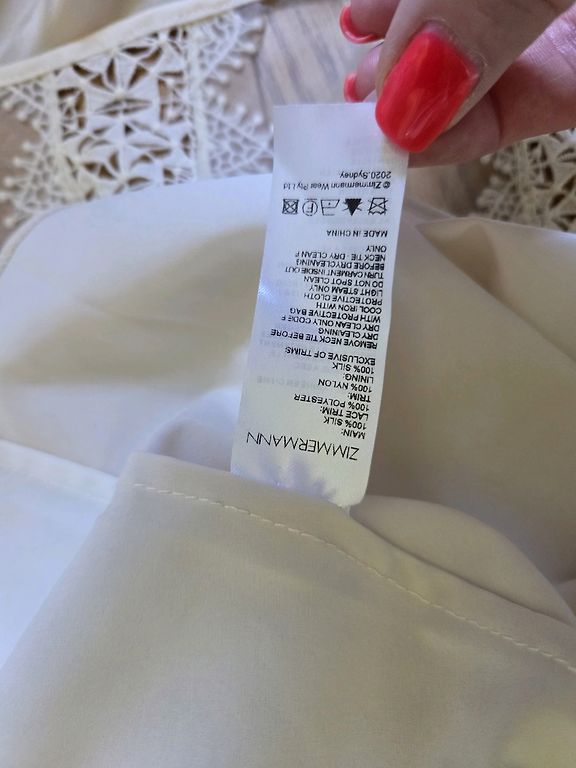 ZIMMERMANN
MAIN:
100% SILK
LACE TRIM:
100% POLYESTER
TRIM:
100% NYLON
LINING:
100% SILK
EXCLUSIVE OF TRIMS:
REMOVE NECK TIE BEFORE
DRY CLEANING
DRY CLEAN ONLY CODE F
WITH PROTECTIVE BAG
COOL IRON WITH
PROTECTIVE CLOTH
LIGHT STEAM ONLY
DO NOT SPOT CLEAN
TURN GARMENT INSDIE OUT
BEFORE DRYCLEANING
NECK TIE - DRY CLEAN F
ONLY
MADE IN CHINA
© Zimmermann Wear Pty Ltd
2020 Sydney